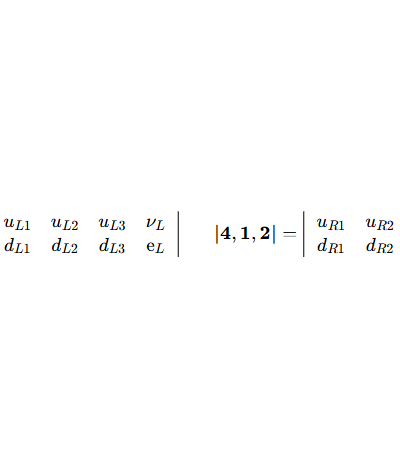 u_{L1} u_{L2} u_{L3} ν_L | |4, 1, 2| = | u_{R1} u_{R2}
d_{L1} d_{L2} d_{L3} e_L | | d_{R1} d_{R2}